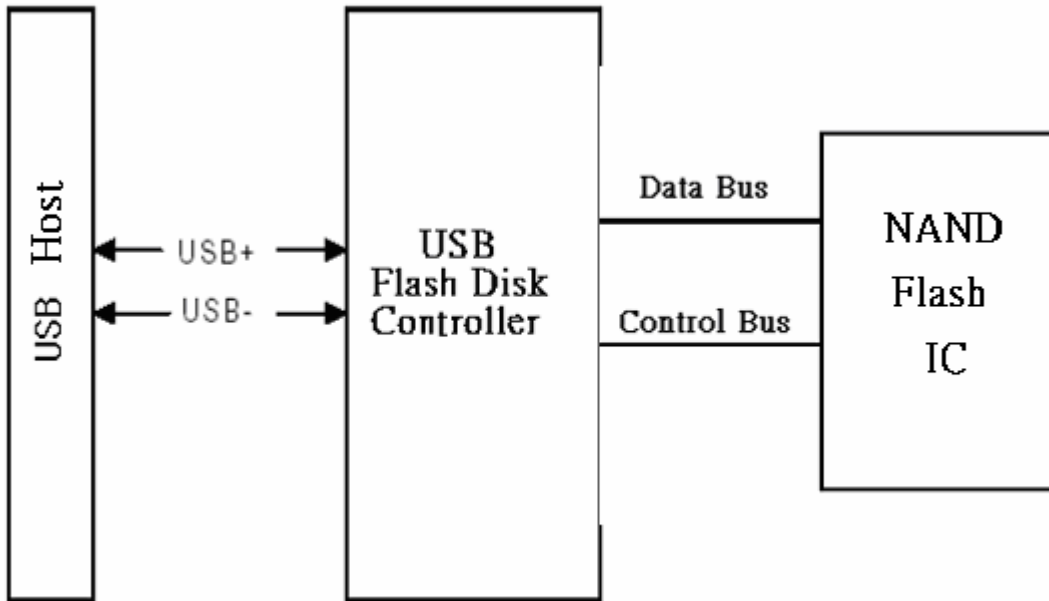 USB Host
USB+
USB-
USB
Flash Disk
Controller
Data Bus
Control Bus
NAND
Flash
IC